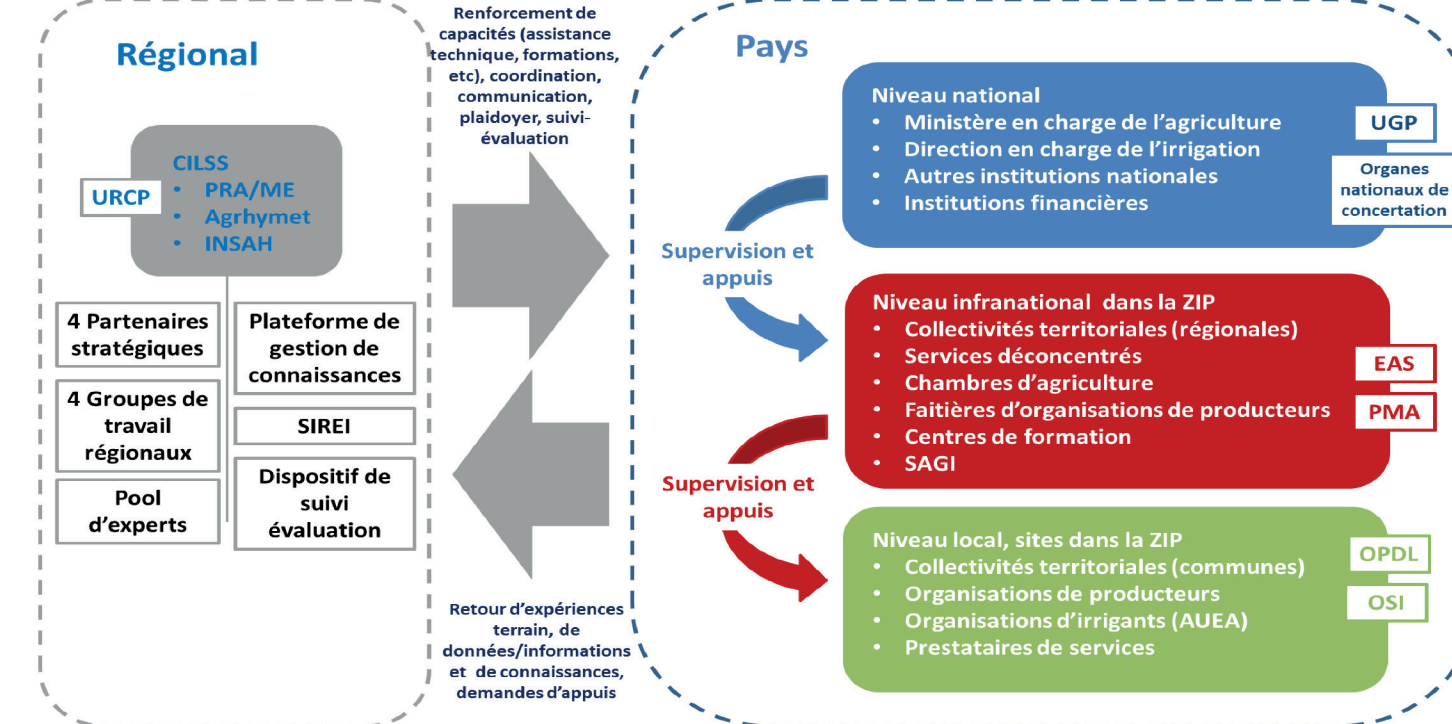 Régional
URCP
CILSS
• PRA/ME
• Agrhymet
• INSAH
4 Partenaires
stratégiques
4 Groupes de
travail
régionaux
Pool
d'experts
Plateforme de
gestion de
connaissances
SIREI
Dispositif de
suivi
évaluation
Renforcement de
capacités (assistance
technique, formations,
etc), coordination,
communication,
plaidoyer, suivi-
évaluation
Retour d'expériences
terrain, de
données/informations
et de connaissances,
demandes d'appuis
Pays
Niveau national
• Ministère en charge de l'agriculture
• Direction en charge de l'irrigation
• Autres institutions nationales
• Institutions financières
UGP
Organes
nationaux de
concertation
Supervision et
appuis
Niveau infranational dans la ZIP
• Collectivités territoriales (régionales)
• Services déconcentrés
• Chambres d'agriculture
• Faitières d'organisations de producteurs
• Centres de formation
• SAGI
EAS
PMA
Supervision et
appuis
Niveau local, sites dans la ZIP
• Collectivités territoriales (communes)
• Organisations de producteurs
• Organisations d'irrigants (AUEA)
• Prestataires de services
OPDL
OSI